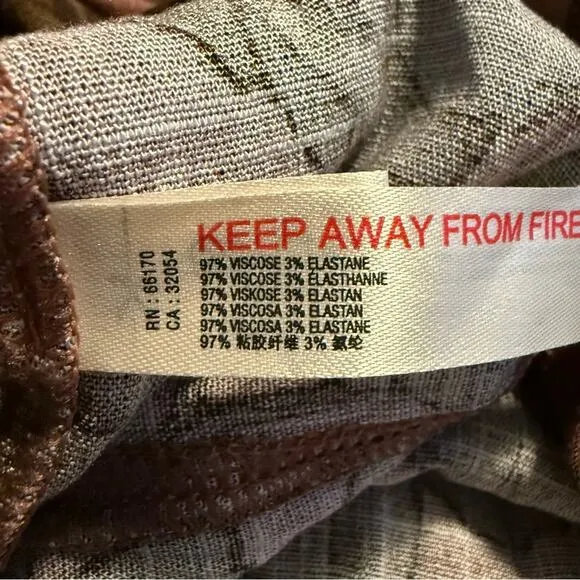 KEEP AWAY FROM FIRE
97% VISCOSE 3% ELASTANE
97% VISCOSE 3% ÉLASTHANNE
97% VISKOSE 3% ELASTAN
97% VISCOSA 3% ELASTAN
97% VISCOSA 3% ELASTANE
97% 粘胶纤维 3% 氨纶
RN : 66170
CA : 32054